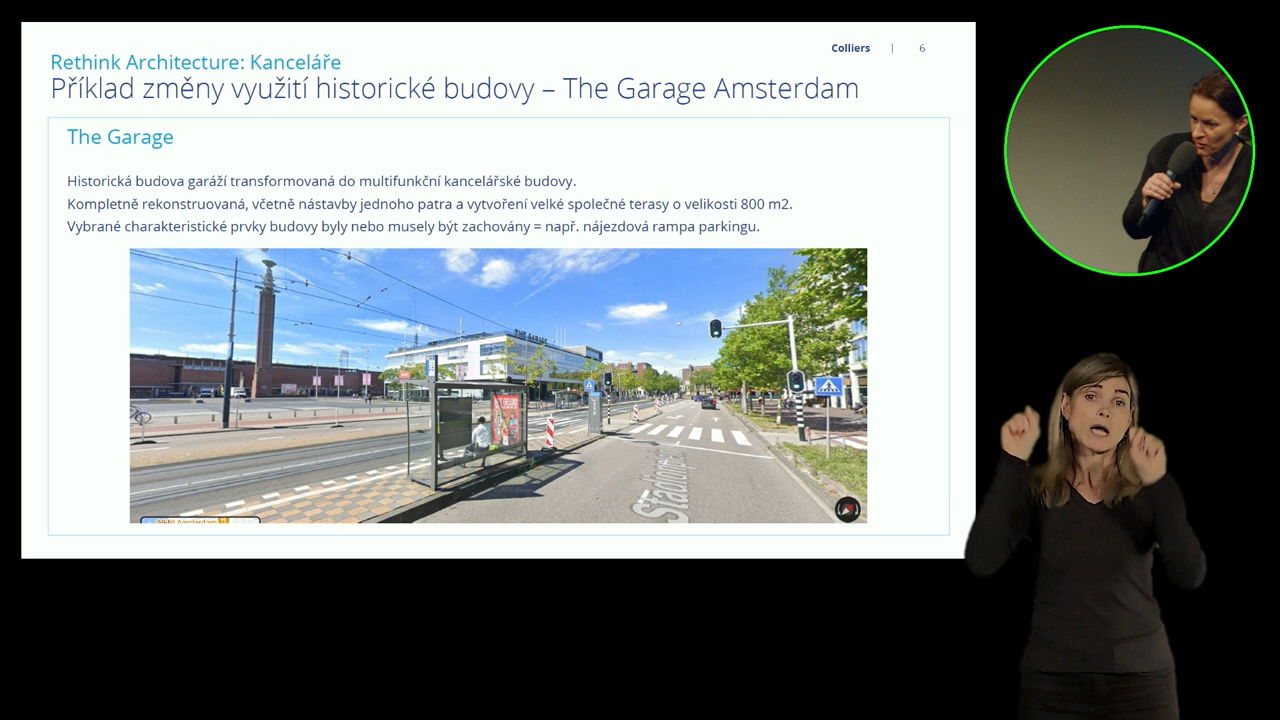 Colliers | 6
Rethink Architecture: Kanceláře
Příklad změny využití historické budovy – The Garage Amsterdam
The Garage
Historická budova garáží transformovaná do multifunkční kancelářské budovy.
Kompletně rekonstruovaná, včetně nástavby jednoho patra a vytvoření velké společné terasy o velikosti 800 m2.
Vybrané charakteristické prvky budovy byly nebo musely být zachovány = např. nájezdová rampa parkingu.
THE GARAGE